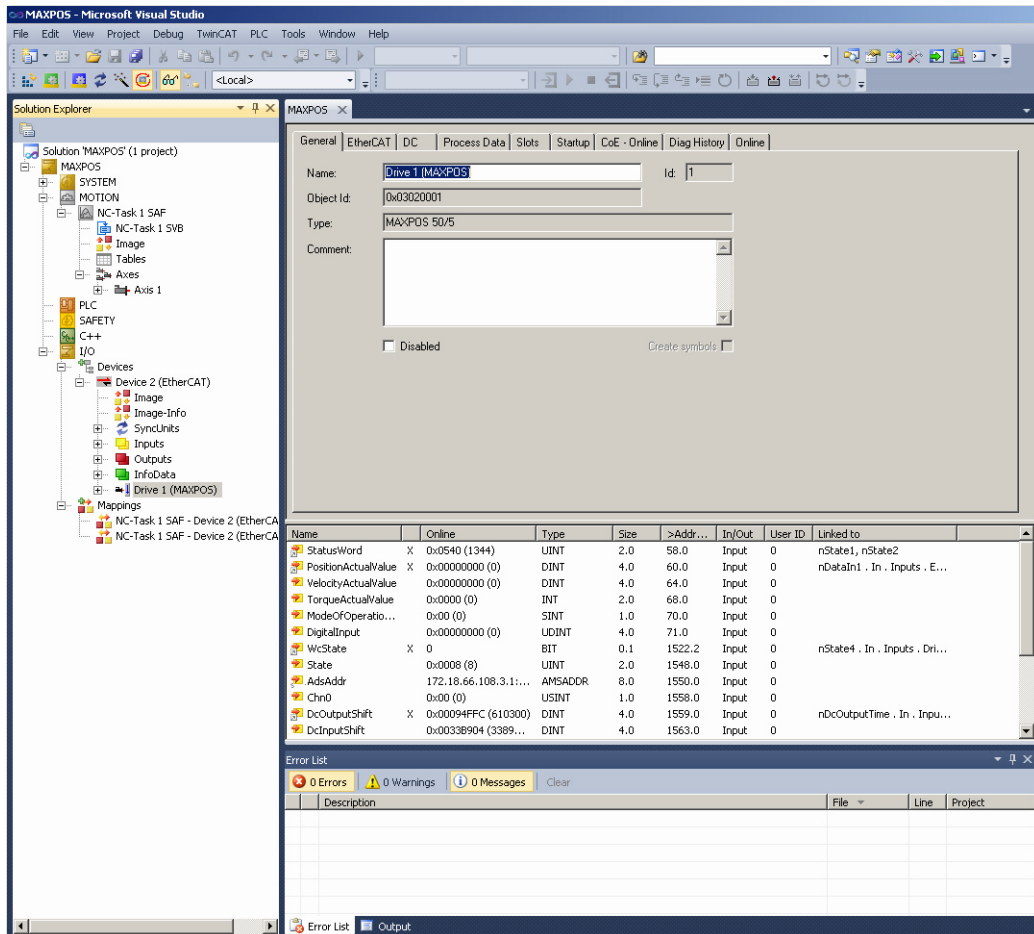 MAXPOS - Microsoft Visual Studio
File Edit View Project Debug TwinCAT PLC Tools Window Help
<Local>
Solution Explorer
Solution 'MAXPOS' (1 project)
MAXPOS
SYSTEM
MOTION
NC-Task 1 SAF
NC-Task 1 SVB
Image
Tables
Axes
Axis 1
PLC
SAFETY
C++
I/O
Devices
Device 2 (EtherCAT)
Image
Image-Info
SyncUnits
Inputs
Outputs
InfoData
Drive 1 (MAXPOS)
Mappings
NC-Task 1 SAF - Device 2 (EtherCA
NC-Task 1 SAF - Device 2 (EtherCA
MAXPOS
General EtherCAT DC Process Data Slots Startup CoE - Online Diag History Online
Name: Drive 1 (MAXPOS) Id: 1
Object Id: 0x03020001
Type: MAXPOS 50/5
Comment:
Disabled Create symbols
Name Online Type Size >Addr... In/Out User ID Linked to
StatusWord X 0x0540 (1344) UINT 2.0 58.0 Input 0 nState1, nState2
PositionActualValue X 0x00000000 (0) DINT 4.0 60.0 Input 0 nDataIn1 . In . Inputs . E...
VelocityActualValue 0x00000000 (0) DINT 4.0 64.0 Input 0
TorqueActualValue 0x0000 (0) INT 2.0 68.0 Input 0
ModeOfOperatio... 0x00 (0) SINT 1.0 70.0 Input 0
DigitalInput 0x00000000 (0) UDINT 4.0 71.0 Input 0
WcState X 0 BIT 0.1 1522.2 Input 0 nState4 . In . Inputs . Dri...
State 0x0008 (8) UINT 2.0 1548.0 Input 0
AdsAddr 172.18.66.108.3.1:... AMSADDR 8.0 1550.0 Input 0
Chn0 0x00 (0) USINT 1.0 1558.0 Input 0
DcOutputShift X 0x00094FFC (610300) DINT 4.0 1559.0 Input 0 nDcOutputTime . In . Inpu...
DcInputShift 0x0033B904 (3389... DINT 4.0 1563.0 Input 0
Error List
0 Errors 0 Warnings 0 Messages Clear
Description File Line Project
Error List Output